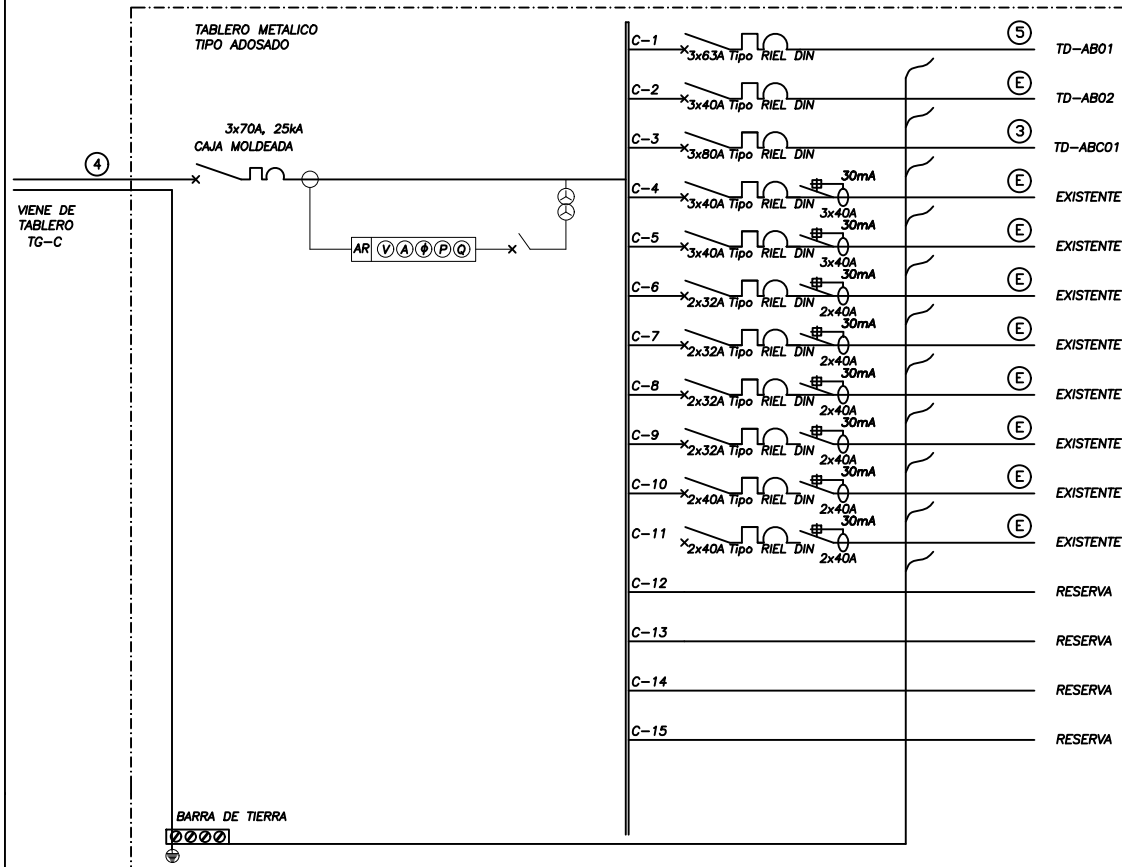 TABLERO METALICO
TIPO ADOSADO
3x70A, 25kA
CAJA MOLDEADA
4
VIENE DE
TABLERO
TG-C
AR V A ϕ P Q
BARRA DE TIERRA
C-1
3x63A Tipo RIEL DIN
5
TD-AB01
C-2
3x40A Tipo RIEL DIN
E
TD-AB02
C-3
3x80A Tipo RIEL DIN
3
TD-ABC01
C-4
3x40A Tipo RIEL DIN
30mA
3x40A
E
EXISTENTE
C-5
3x40A Tipo RIEL DIN
30mA
3x40A
E
EXISTENTE
C-6
2x32A Tipo RIEL DIN
30mA
2x40A
E
EXISTENTE
C-7
2x32A Tipo RIEL DIN
30mA
2x40A
E
EXISTENTE
C-8
2x32A Tipo RIEL DIN
30mA
2x40A
E
EXISTENTE
C-9
2x32A Tipo RIEL DIN
30mA
2x40A
E
EXISTENTE
C-10
2x40A Tipo RIEL DIN
30mA
2x40A
E
EXISTENTE
C-11
2x40A Tipo RIEL DIN
30mA
2x40A
E
EXISTENTE
C-12
RESERVA
C-13
RESERVA
C-14
RESERVA
C-15
RESERVA